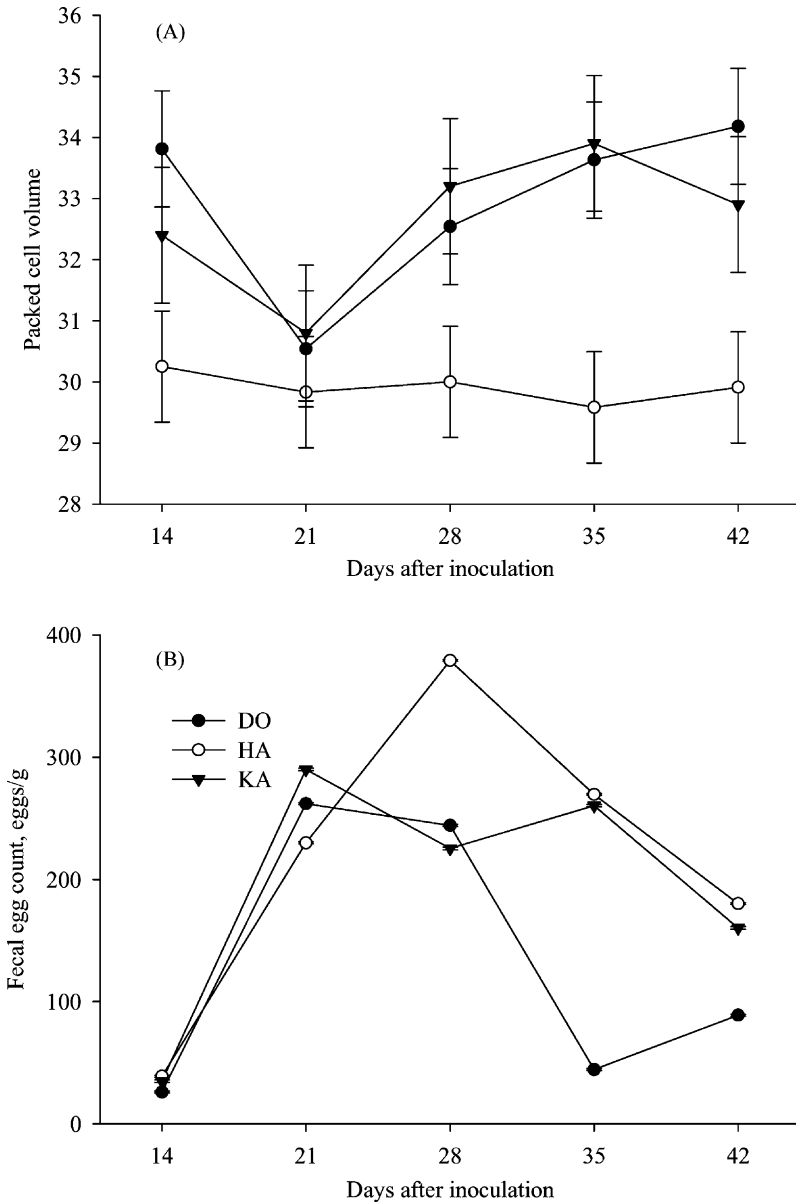 (A)
Packed cell volume
36
35
34
33
32
31
30
29
28
14 21 28 35 42
Days after inoculation
(B)
DO
HA
KA
Fecal egg count, eggs/g
400
300
200
100
0
14 21 28 35 42
Days after inoculation